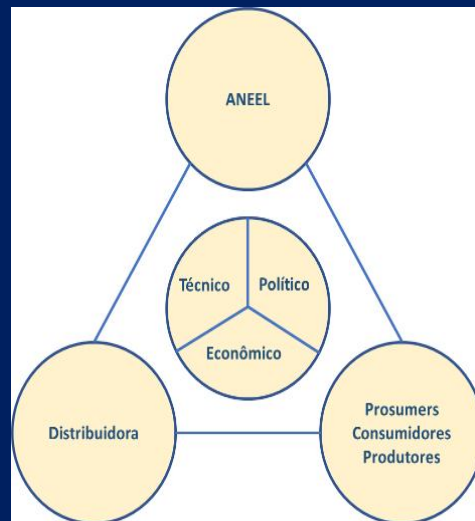 ANEEL
Técnico
Político
Econômico
Distribuidora
Prosumers
Consumidores
Produtores